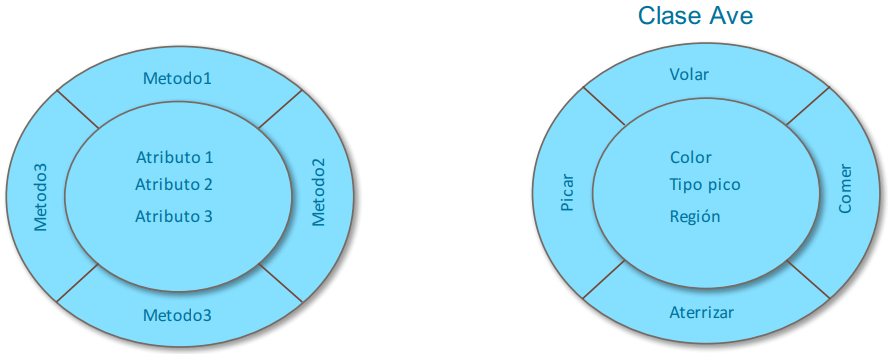 Clase Ave
Metodo1
Metodo3
Atributo 1
Atributo 2
Atributo 3
Metodo2
Metodo3
Volar
Picar
Color
Tipo pico
Región
Comer
Aterrizar